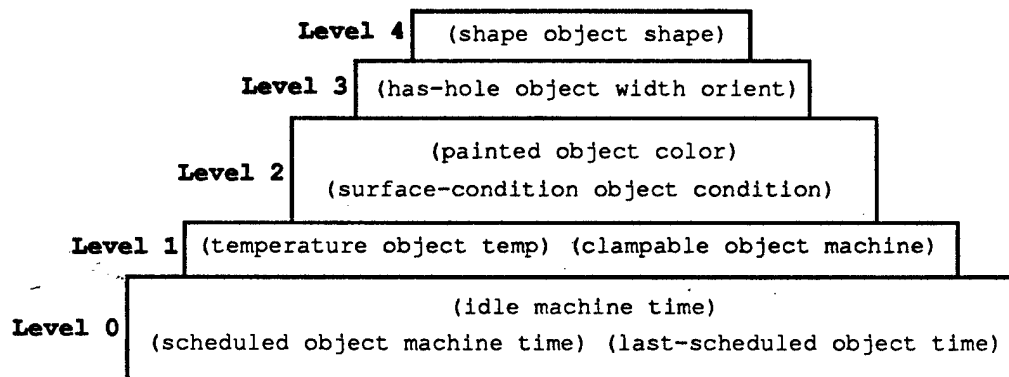 Level 4 (shape object shape)
Level 3 (has-hole object width orient)
(painted object color)
Level 2
(surface-condition object condition)
Level 1 (temperature object temp) (clampable object machine)
(idle machine time)
Level 0
(scheduled object machine time) (last-scheduled object time)